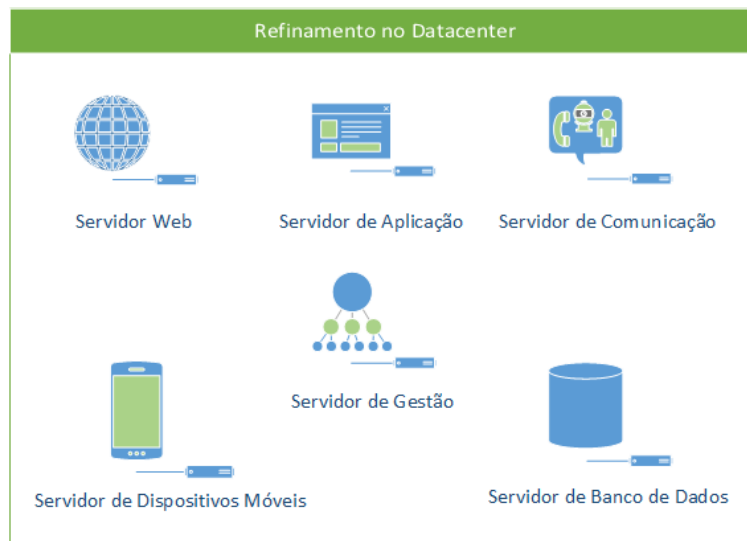 Refinamento no Datacenter
Servidor Web
Servidor de Aplicação
Servidor de Comunicação
Servidor de Gestão
Servidor de Dispositivos Móveis
Servidor de Banco de Dados